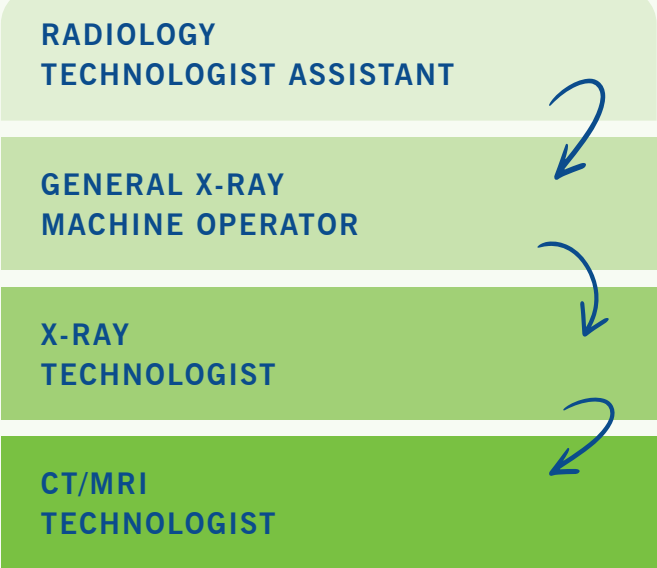 RADIOLOGY
TECHNOLOGIST ASSISTANT
GENERAL X-RAY
MACHINE OPERATOR
X-RAY
TECHNOLOGIST
CT/MRI
TECHNOLOGIST